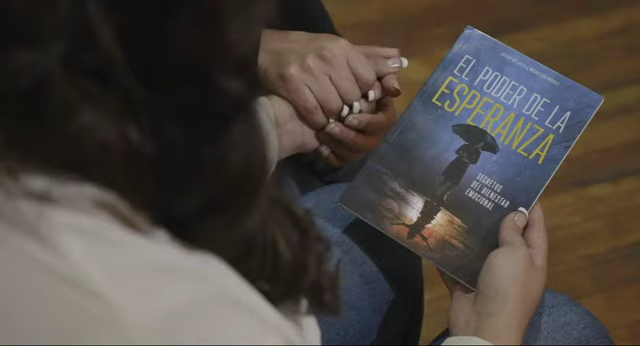 EL PODER DE LA
ESPERANZA
SECRETOS
DEL BIENESTAR
EMOCIONAL